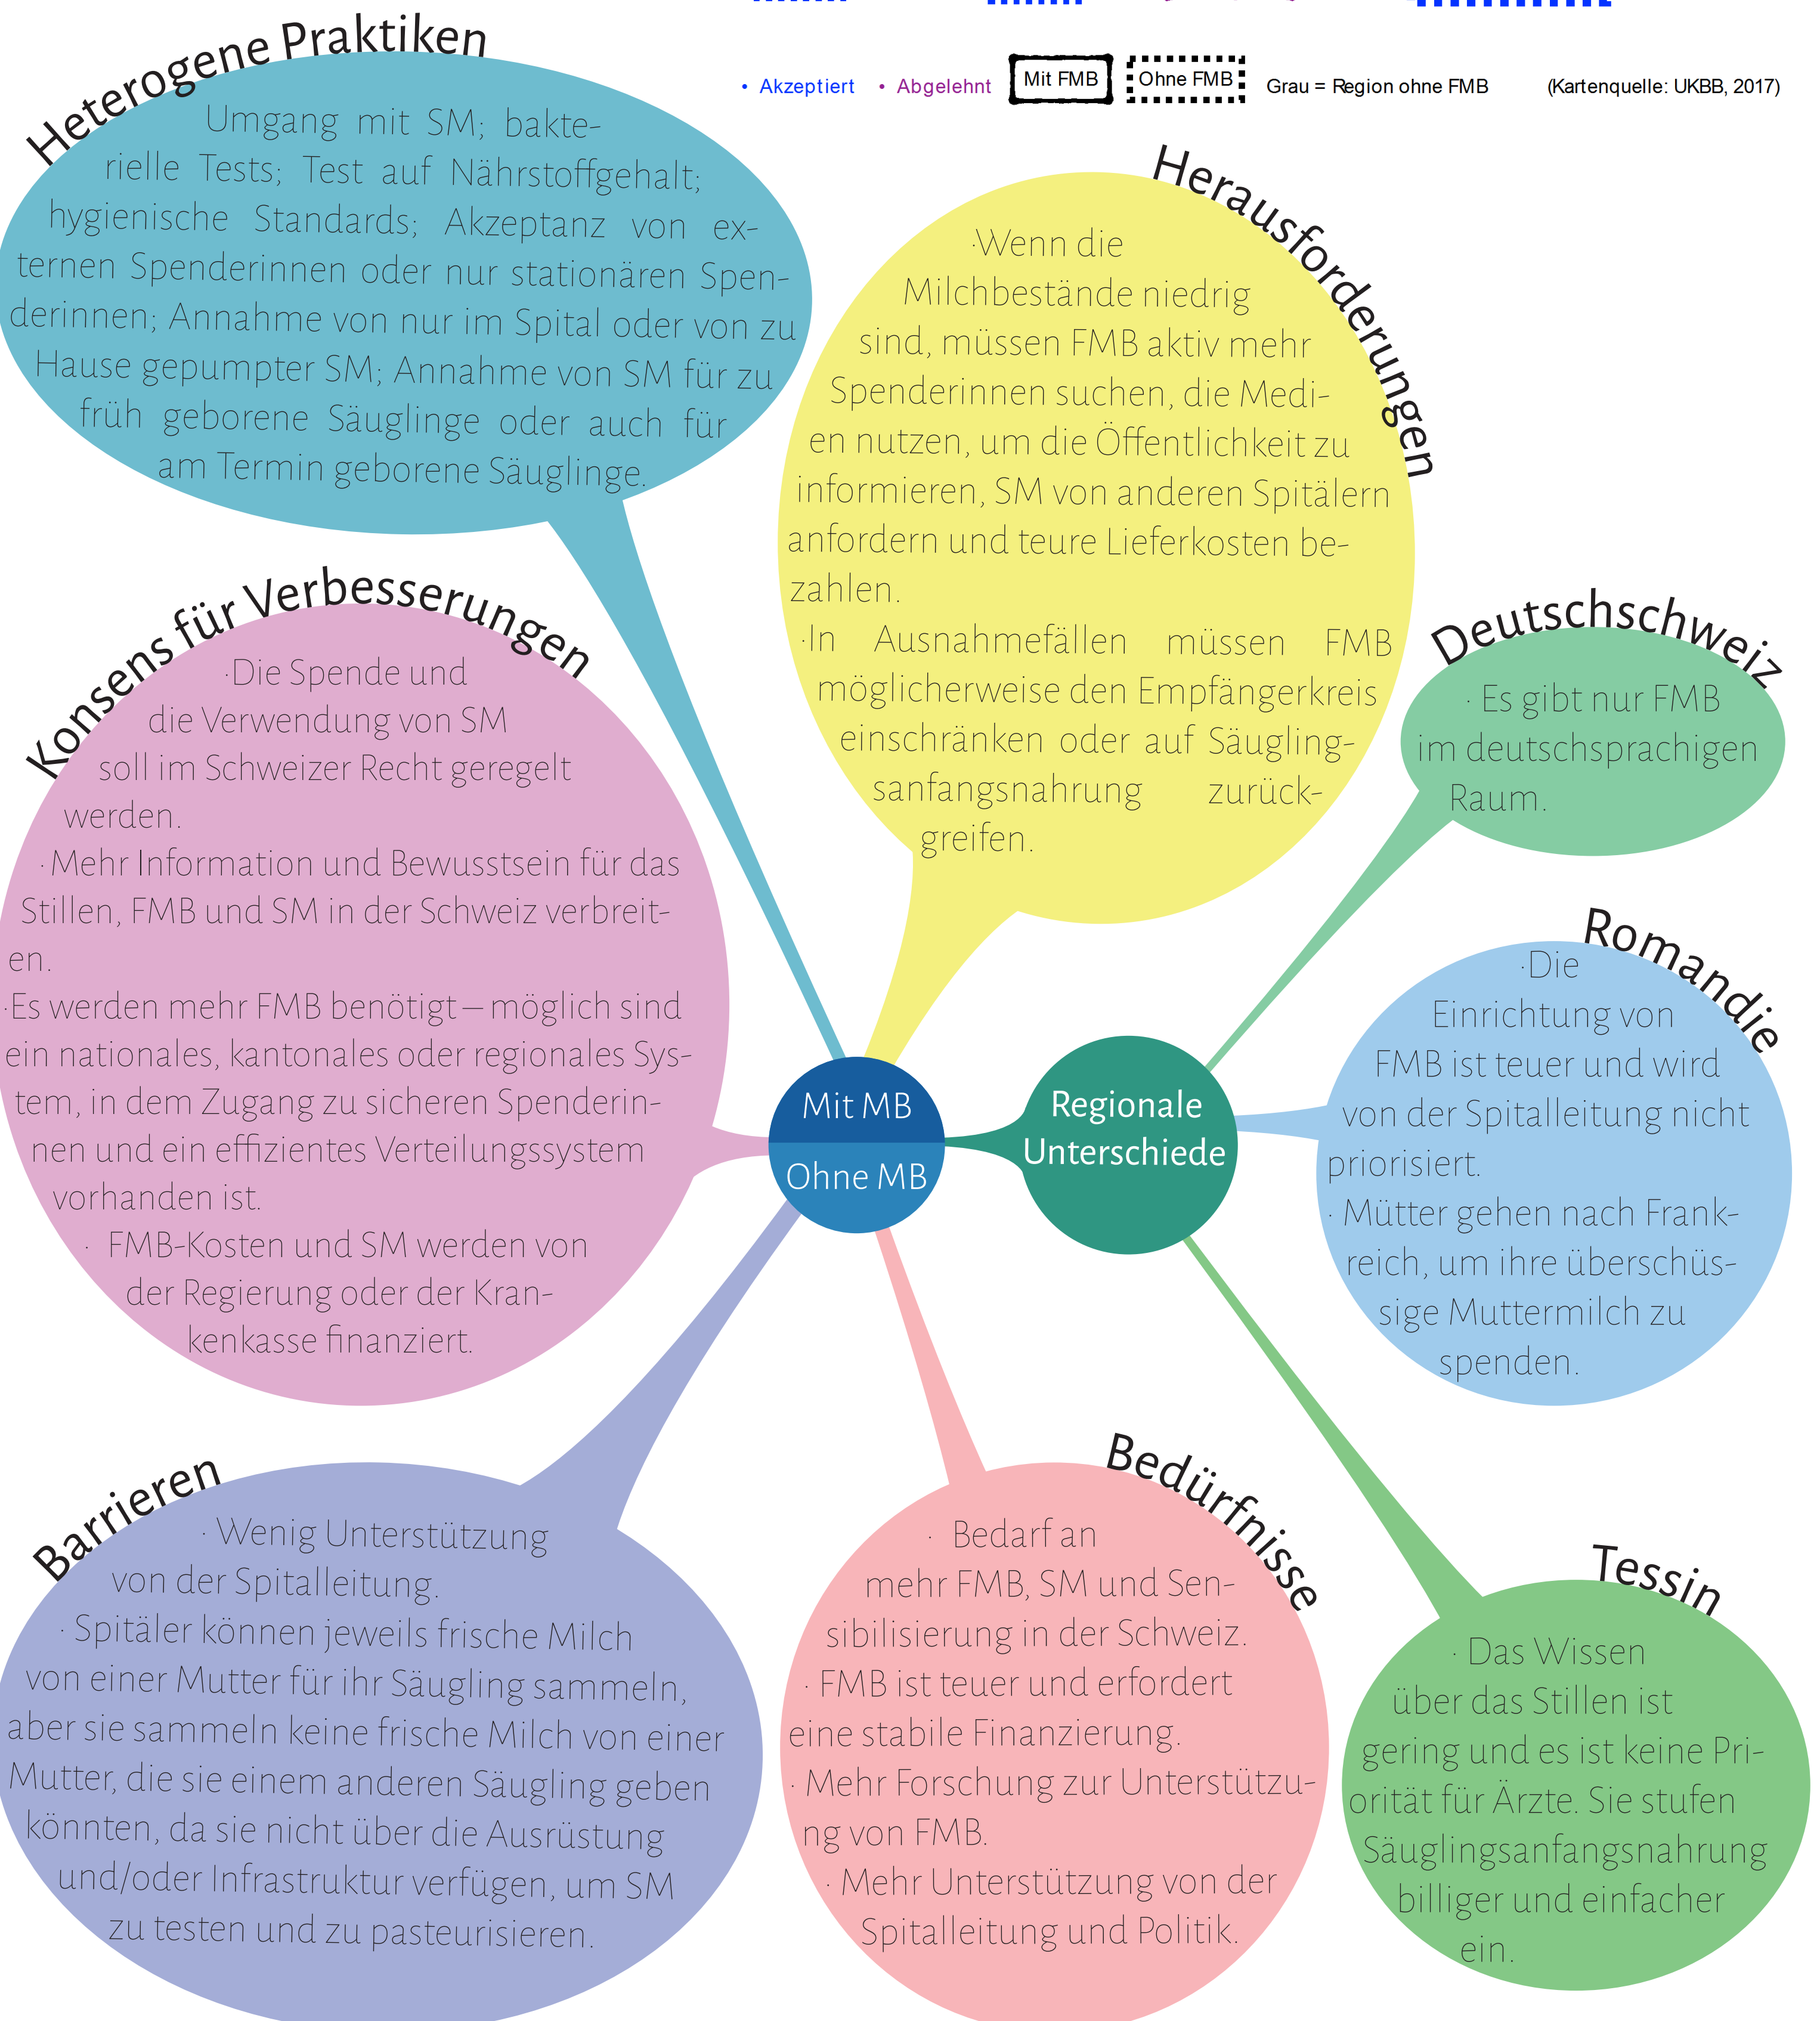 • Akzeptiert • Abgelehnt Mit FMB Ohne FMB Grau = Region ohne FMB (Kartenquelle: UKBB, 2017)
Heterogene Praktiken
Umgang mit SM; bakte-
rielle Tests; Test auf Nährstoffgehalt;
hygienische Standards; Akzeptanz von ex-
ternen Spenderinnen oder nur stationären Spen-
derinnen; Annahme von nur im Spital oder von zu
Hause gepumpter SM; Annahme von SM für zu
früh geborene Säuglinge oder auch für
am Termin geborene Säuglinge.
Herausforderungen
·Wenn die
Milchbestände niedrig
sind, müssen FMB aktiv mehr
Spenderinnen suchen, die Medi-
en nutzen, um die Öffentlichkeit zu
informieren, SM von anderen Spitälern
anfordern und teure Lieferkosten be-
zahlen.
·In Ausnahmefällen müssen FMB
möglicherweise den Empfängerkreis
einschränken oder auf Säugling-
sanfangsnahrung zurück-
greifen.
Konsens für Verbesserungen
·Die Spende und
die Verwendung von SM
soll im Schweizer Recht geregelt
werden.
·Mehr Information und Bewusstsein für das
Stillen, FMB und SM in der Schweiz verbreit-
en.
·Es werden mehr FMB benötigt – möglich sind
ein nationales, kantonales oder regionales Sys-
tem, in dem Zugang zu sicheren Spenderin-
nen und ein effizientes Verteilungssystem
vorhanden ist.
· FMB-Kosten und SM werden von
der Regierung oder der Kran-
kenkasse finanziert.
Mit MB
Ohne MB
Regionale
Unterschiede
Deutschschweiz
· Es gibt nur FMB
im deutschsprachigen
Raum.
Romandie
·Die
Einrichtung von
FMB ist teuer und wird
von der Spitalleitung nicht
priorisiert.
· Mütter gehen nach Frank-
reich, um ihre überschüs-
sige Muttermilch zu
spenden.
Barrieren
· Wenig Unterstützung
von der Spitalleitung.
· Spitäler können jeweils frische Milch
von einer Mutter für ihr Säugling sammeln,
aber sie sammeln keine frische Milch von einer
Mutter, die sie einem anderen Säugling geben
könnten, da sie nicht über die Ausrüstung
und/oder Infrastruktur verfügen, um SM
zu testen und zu pasteurisieren.
Bedürfnisse
· Bedarf an
mehr FMB, SM und Sen-
sibilisierung in der Schweiz.
· FMB ist teuer und erfordert
eine stabile Finanzierung.
· Mehr Forschung zur Unterstützu-
ng von FMB.
· Mehr Unterstützung von der
Spitalleitung und Politik.
Tessin
· Das Wissen
über das Stillen ist
gering und es ist keine Pri-
orität für Ärzte. Sie stufen
Säuglingsanfangsnahrung
billiger und einfacher
ein.